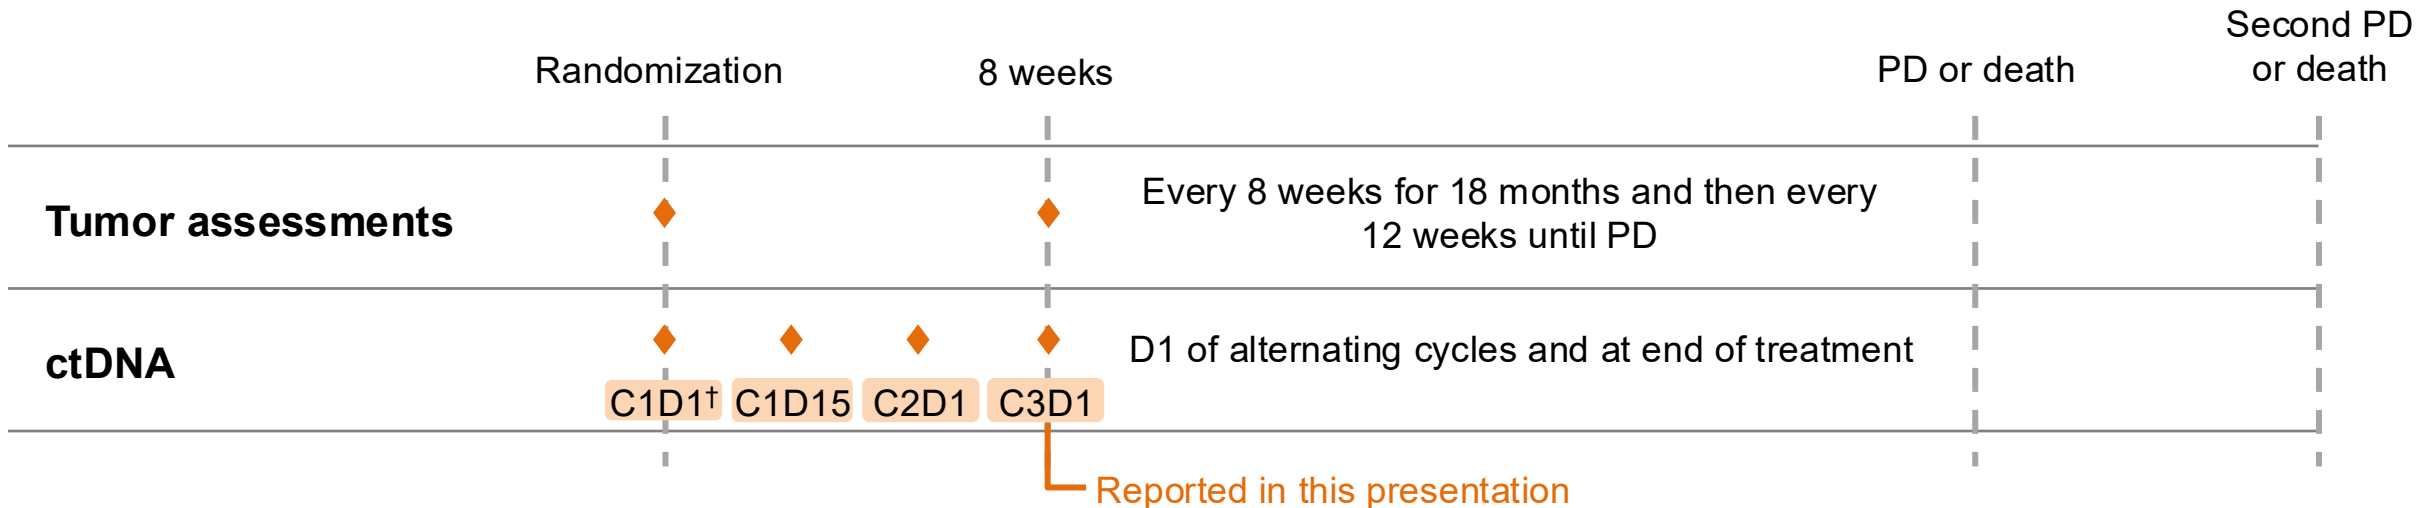 Randomization
8 weeks
PD or death
Second PD
or death
Tumor assessments
Every 8 weeks for 18 months and then every
12 weeks until PD
ctDNA
D1 of alternating cycles and at end of treatment
C1D1†
C1D15
C2D1
C3D1
Reported in this presentation